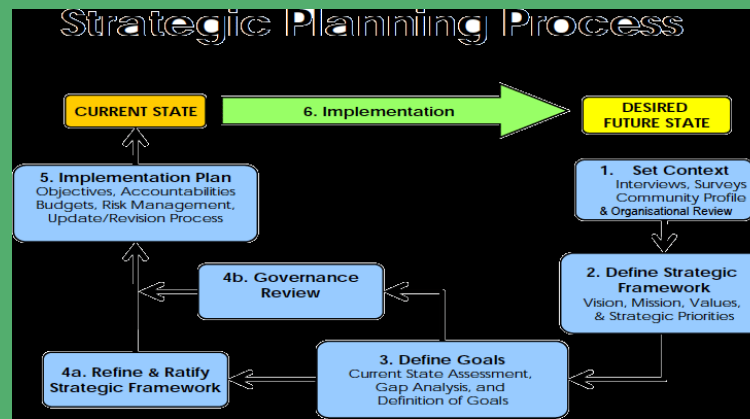 Strategic Planning Process
CURRENT STATE
6. Implementation
DESIRED
FUTURE STATE
5. Implementation Plan
Objectives, Accountabilities
Budgets, Risk Management,
Update/Revision Process
1. Set Context
Interviews, Surveys
Community Profile
& Organisational Review
4b. Governance
Review
2. Define Strategic
Framework
Vision, Mission, Values,
& Strategic Priorities
4a. Refine & Ratify
Strategic Framework
3. Define Goals
Current State Assessment,
Gap Analysis, and
Definition of Goals